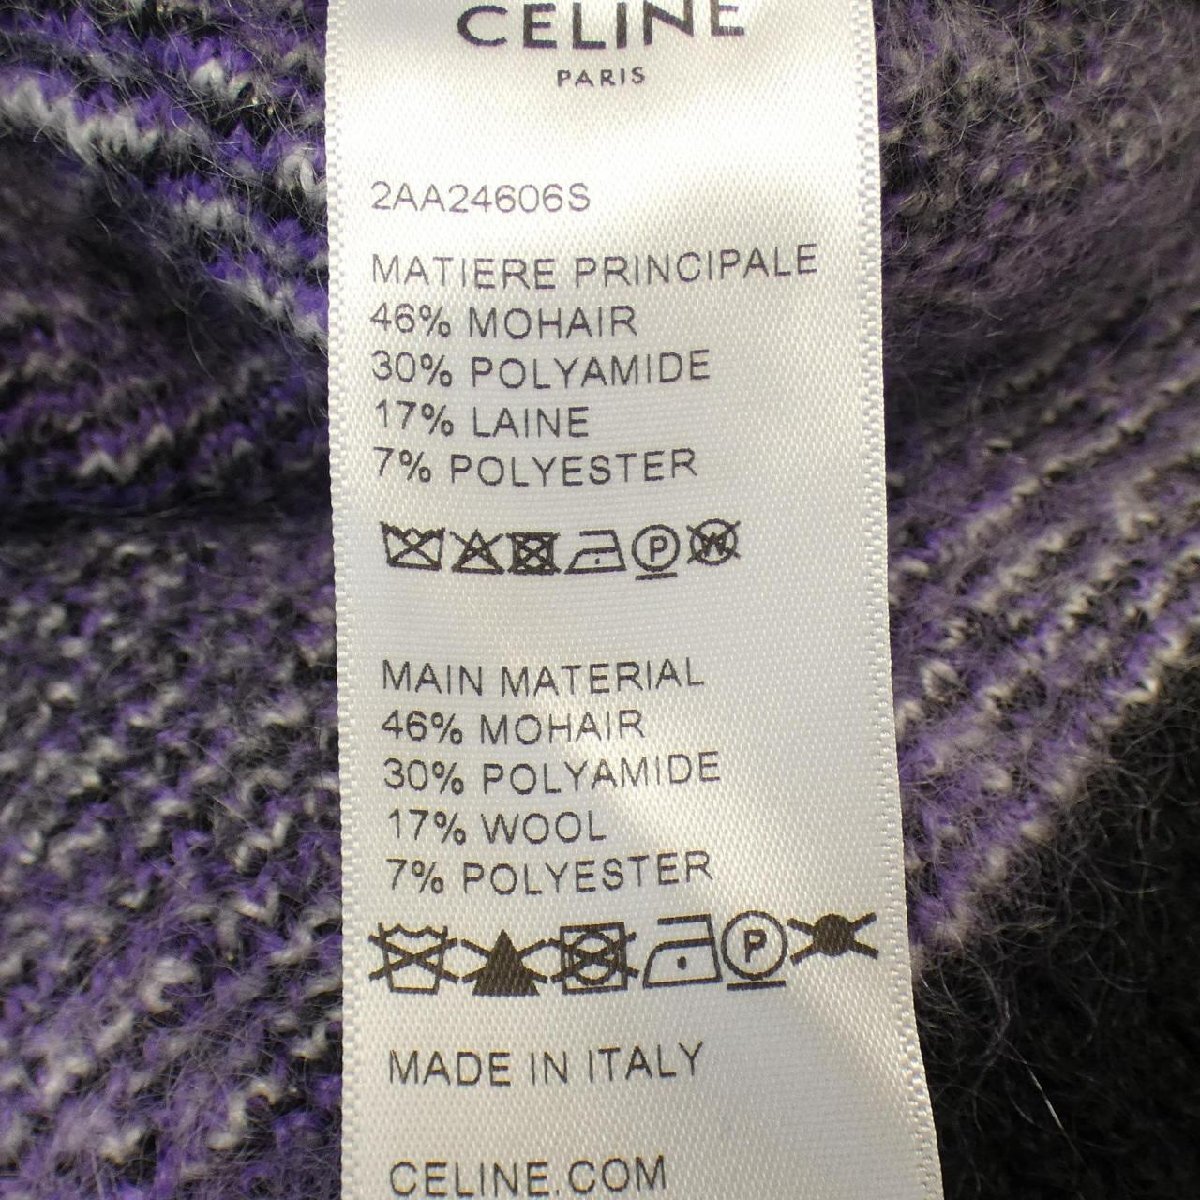 CELINE
PARIS
2AA24606S
MATIERE PRINCIPALE
46% MOHAIR
30% POLYAMIDE
17% LAINE
7% POLYESTER
P W
MAIN MATERIAL
46% MOHAIR
30% POLYAMIDE
17% WOOL
7% POLYESTER
P
MADE IN ITALY
CELINE.COM